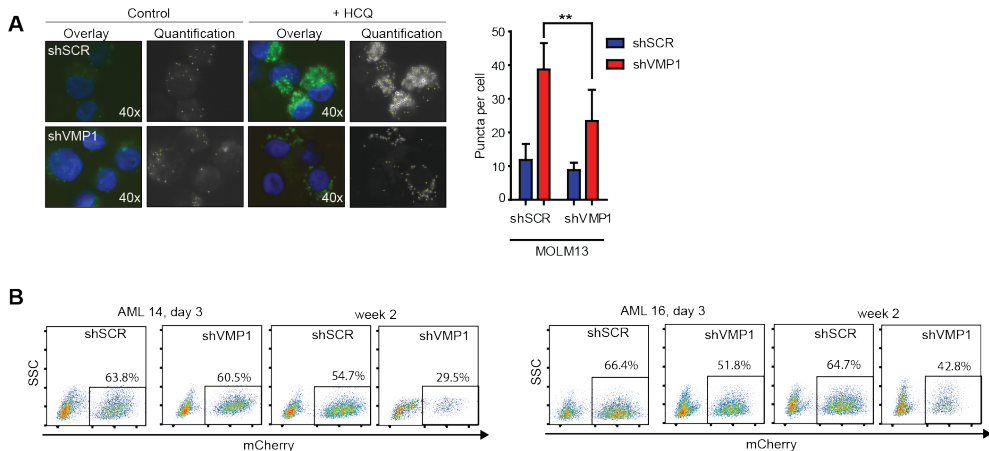 A
Control
+ HCQ
Overlay
Quantification
Overlay
Quantification
shSCR
40x
40x
shVMP1
40x
40x
Puncta per cell
50
40
30
20
10
0
**
shSCR
shVMP1
shSCR
shVMP1
MOLM13
B
AML 14, day 3
week 2
shSCR
shVMP1
shSCR
shVMP1
63.8%
60.5%
54.7%
29.5%
SSC
mCherry
AML 16, day 3
week 2
shSCR
shVMP1
shSCR
shVMP1
66.4%
51.8%
64.7%
42.8%
SSC
mCherry